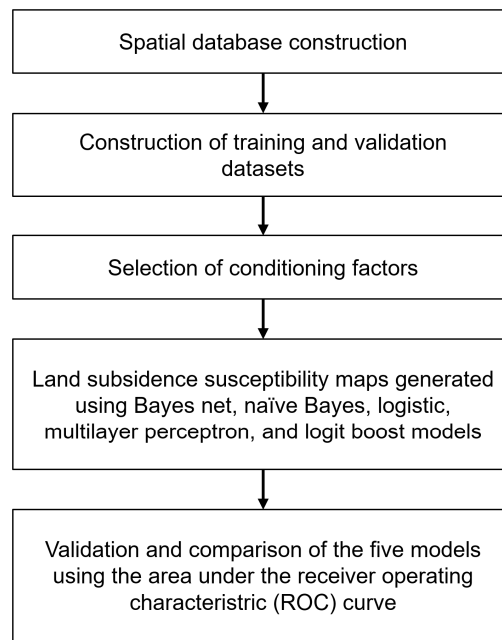 Spatial database construction
Construction of training and validation
datasets
Selection of conditioning factors
Land subsidence susceptibility maps generated
using Bayes net, naïve Bayes, logistic,
multilayer perceptron, and logit boost models
Validation and comparison of the five models
using the area under the receiver operating
characteristric (ROC) curve